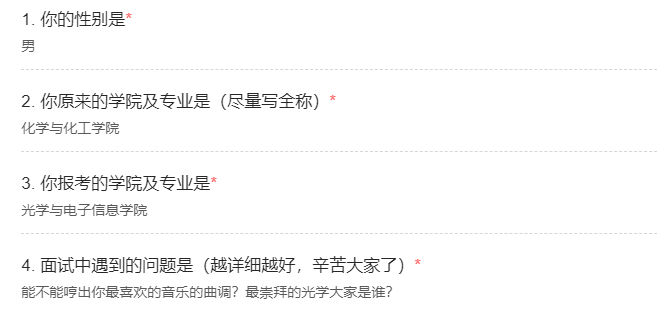 1. 你的性别是*
男
2. 你原来的学院及专业是（尽量写全称）*
化学与化工学院
3. 你报考的学院及专业是*
光学与电子信息学院
4. 面试中遇到的问题是（越详细越好，辛苦大家了）*
能不能哼出你最喜欢的音乐的曲调？最崇拜的光学大家是谁？